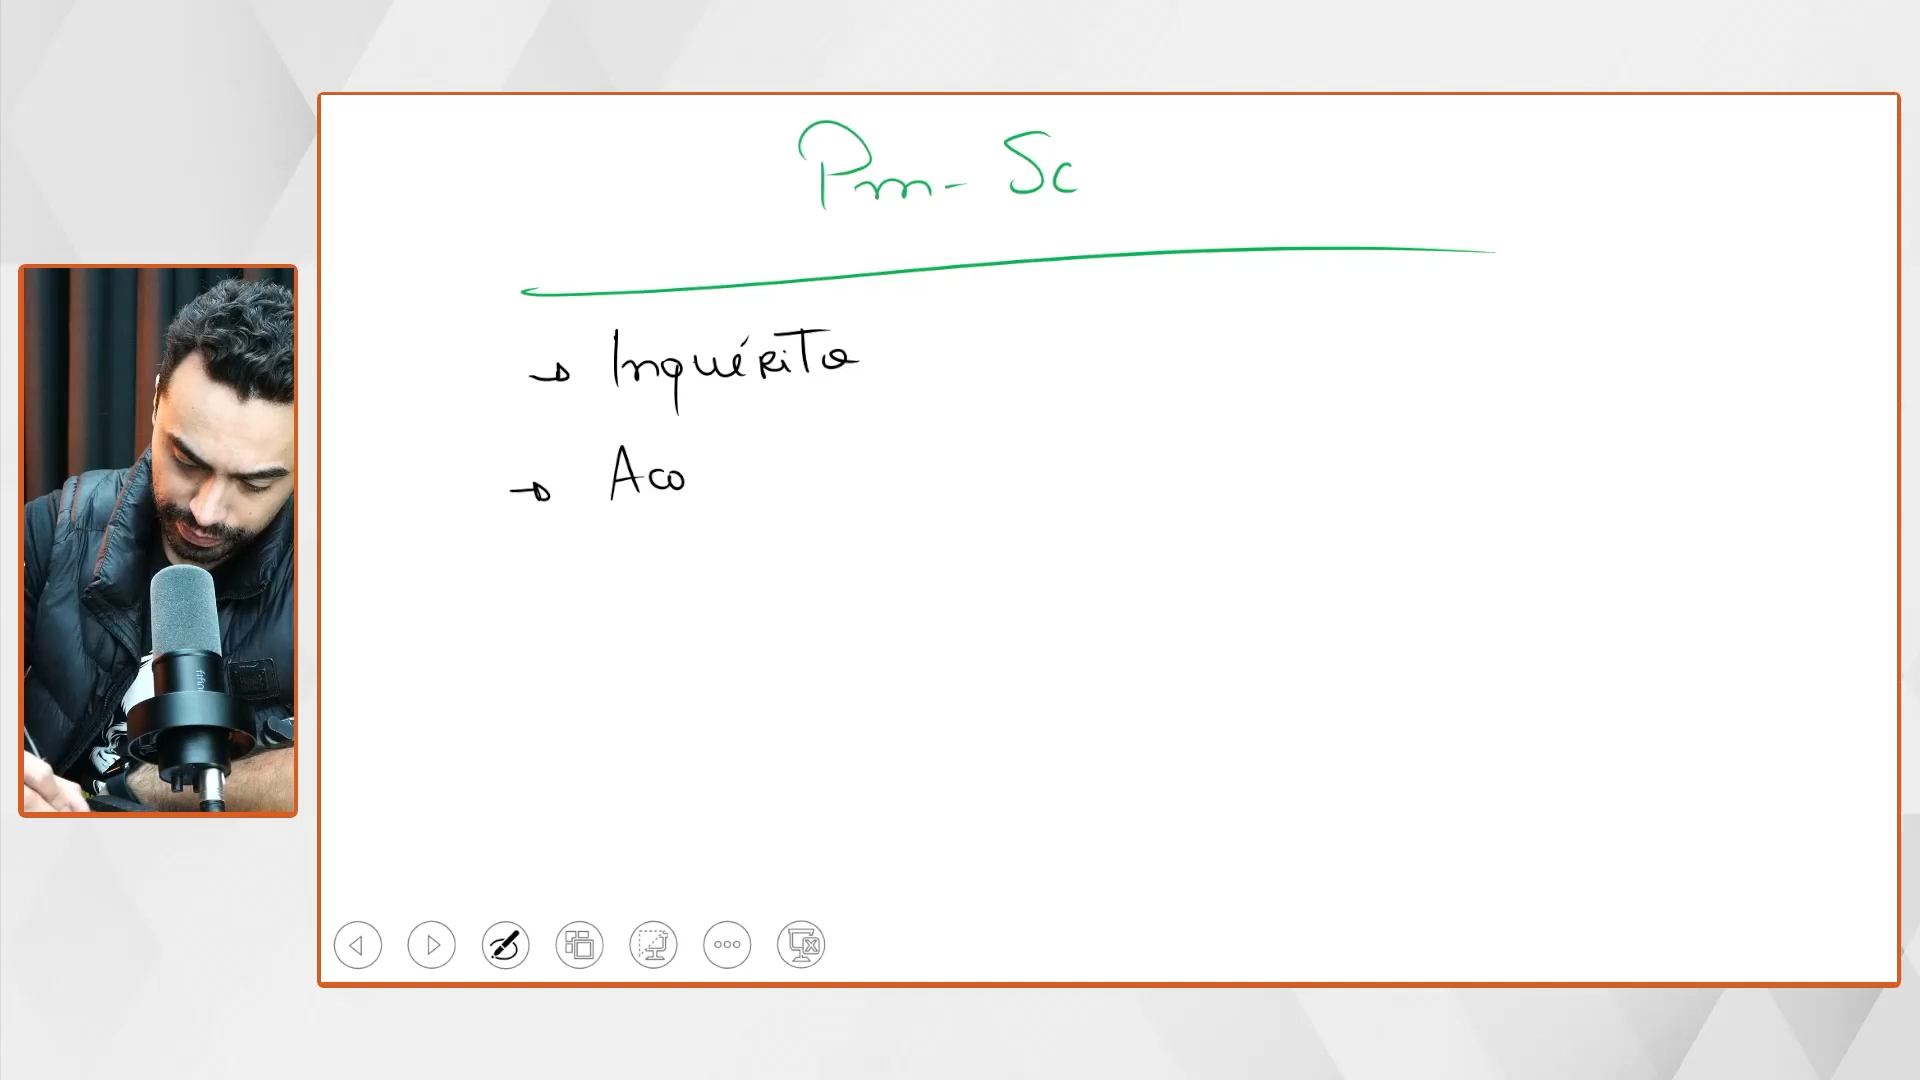 Pm - Sc
→ Inquérito
→ Aco